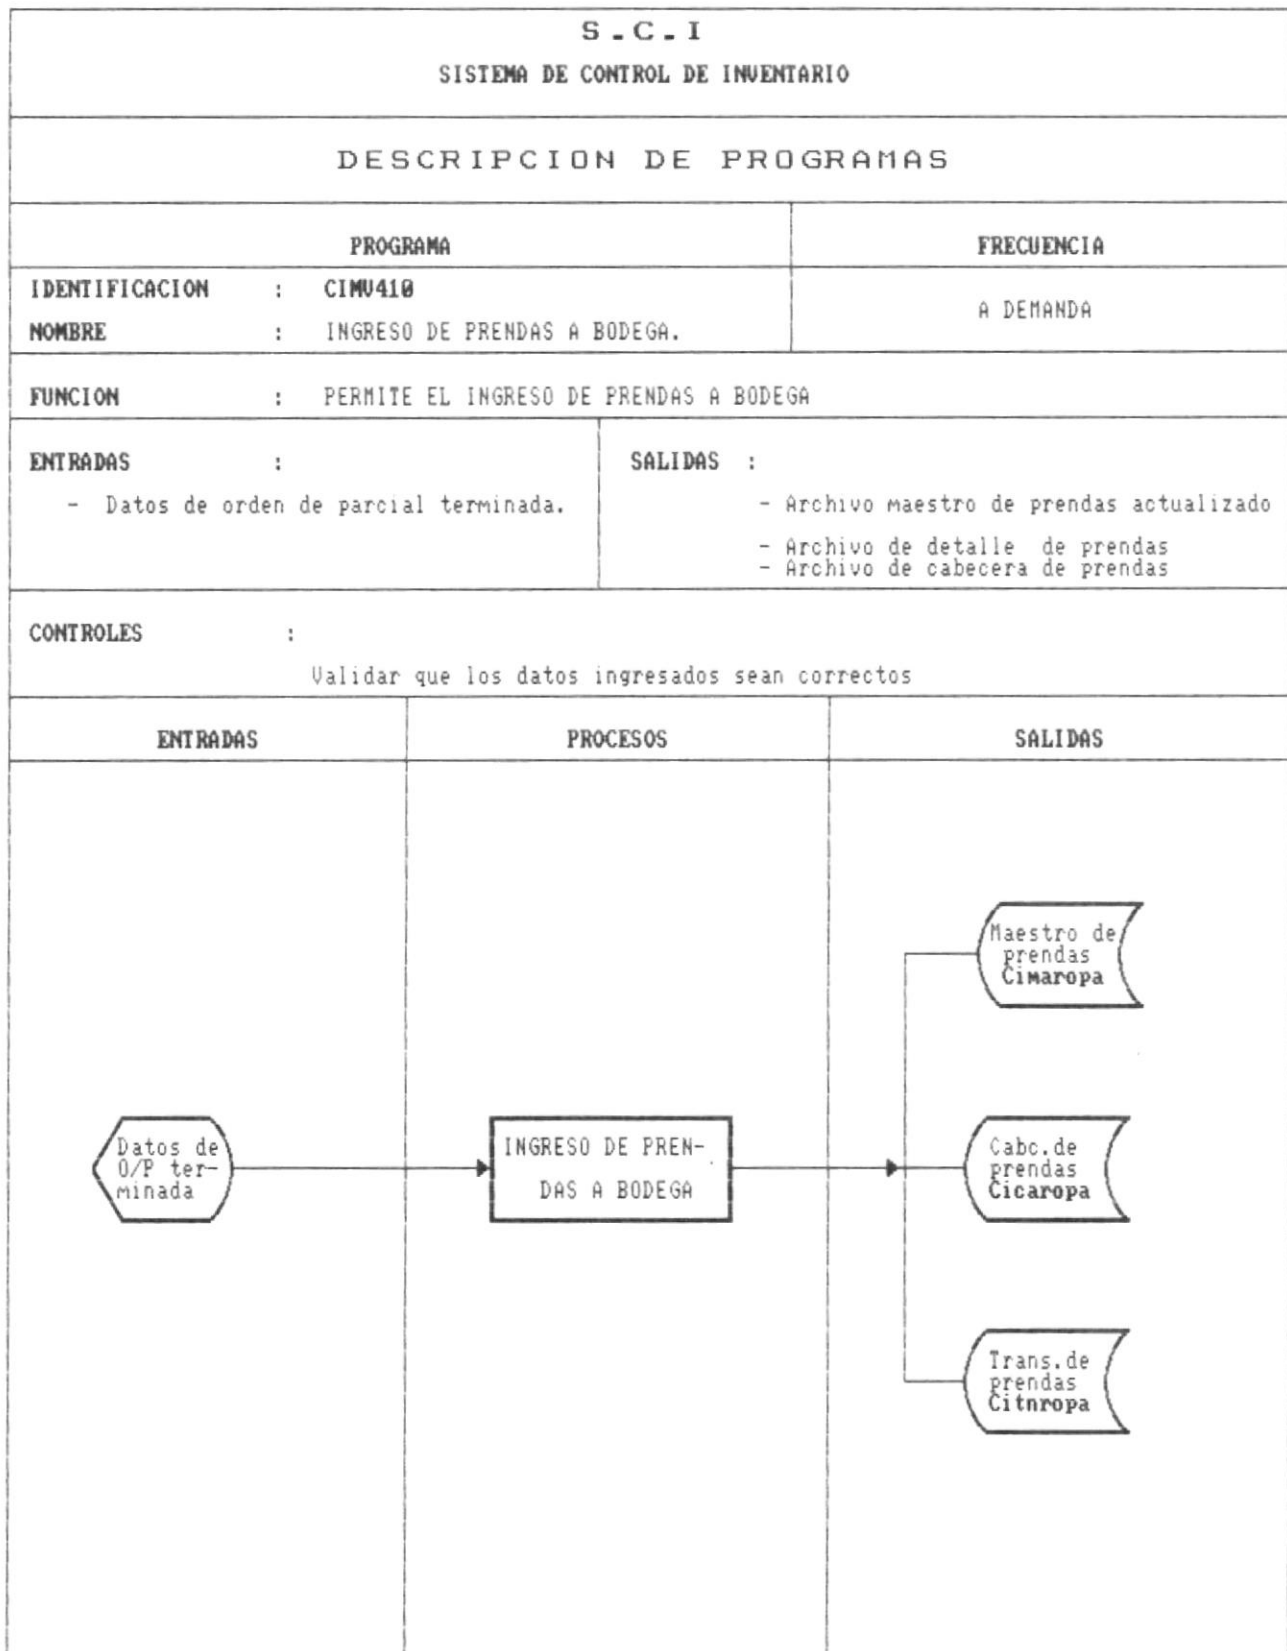 S.C.I
SISTEMA DE CONTROL DE INVENTARIO
DESCRIPCION DE PROGRAMAS
PROGRAMA
FRECUENCIA
IDENTIFICACION : CIMV410
A DEMANDA
NOMBRE : INGRESO DE PRENDAS A BODEGA.
FUNCION : PERMITE EL INGRESO DE PRENDAS A BODEGA
ENTRADAS :
- Datos de orden de parcial terminada.
SALIDAS :
- Archivo maestro de prendas actualizado
- Archivo de detalle de prendas
- Archivo de cabecera de prendas
CONTROLES :
Validar que los datos ingresados sean correctos
ENTRADAS
PROCESOS
SALIDAS
Maestro de
prendas
Cimaropa
Datos de
O/P ter-
minada
INGRESO DE PREN-
DAS A BODEGA
Cabc.de
prendas
Cicaropa
Trans.de
prendas
Citnropa